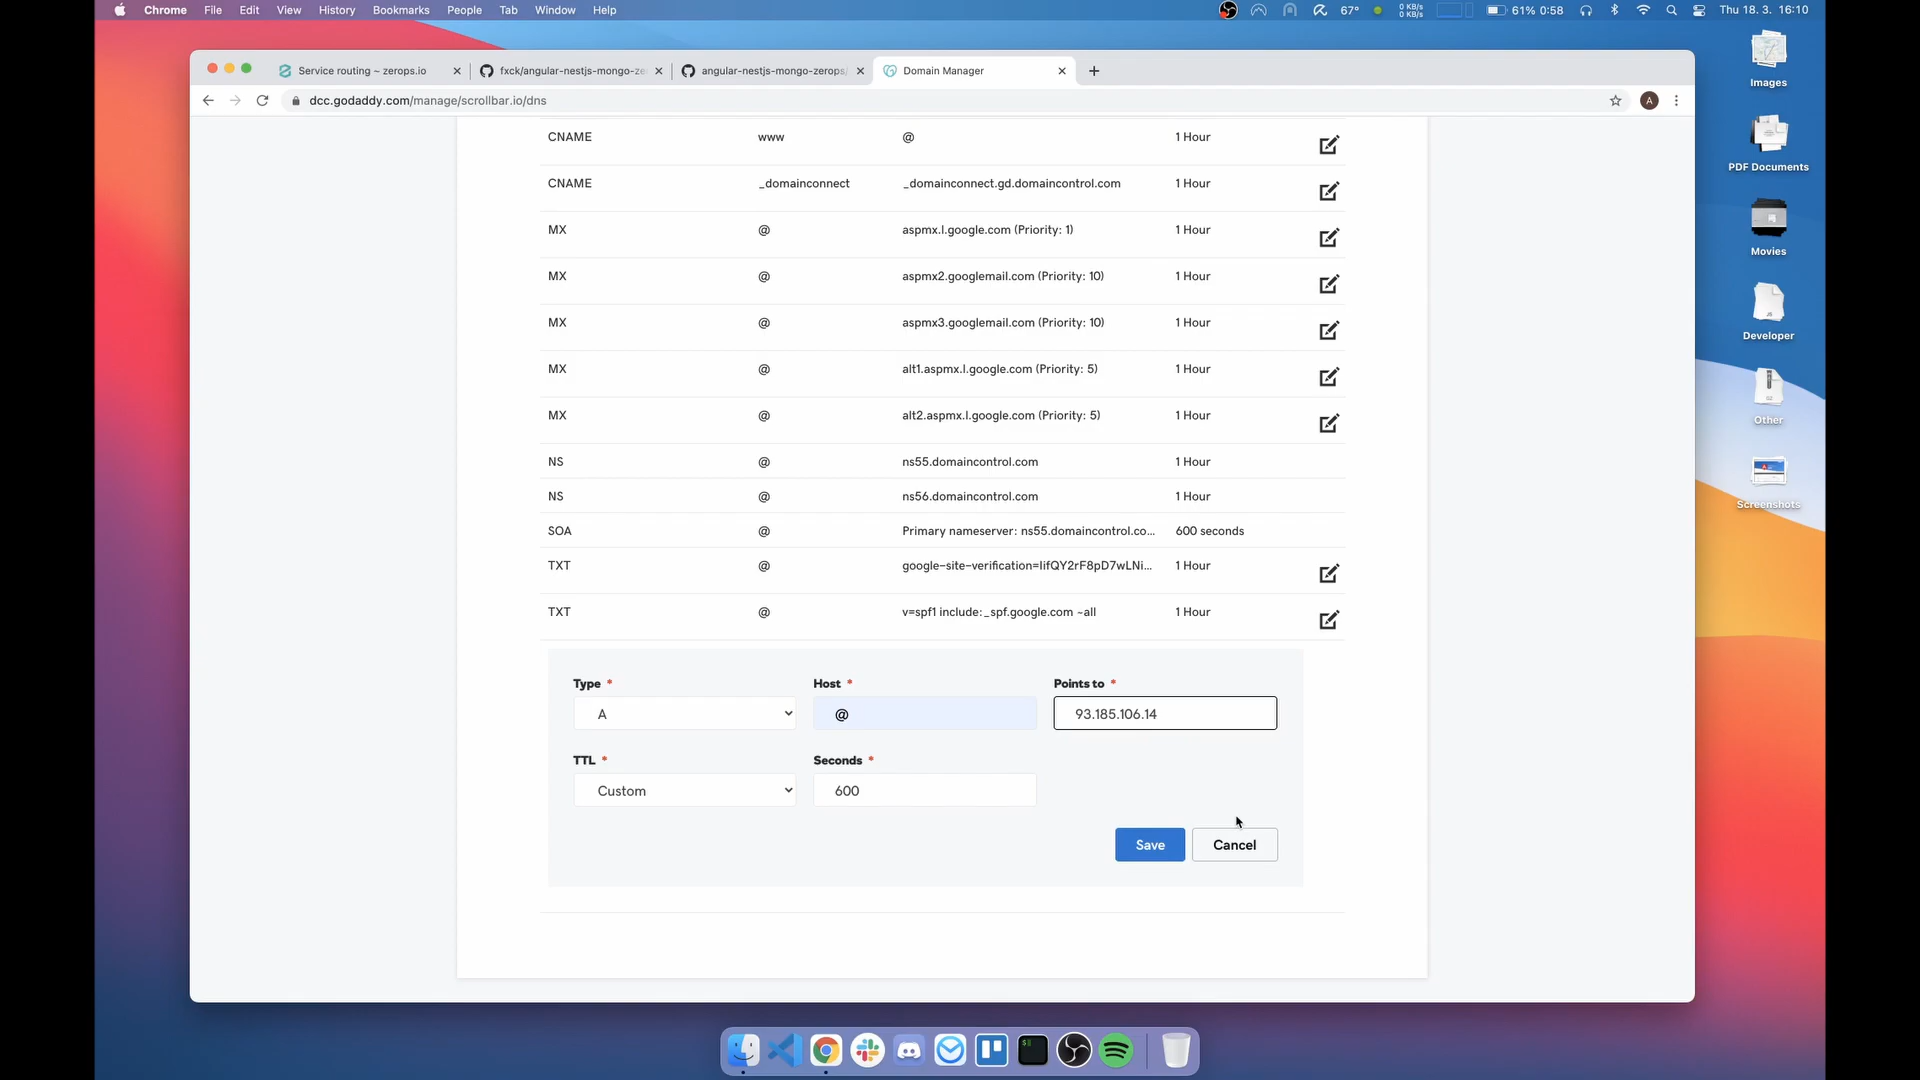 Chrome File Edit View History Bookmarks People Tab Window Help
67° 0 KB/s 0 KB/s 61% 0:58 Thu 18. 3. 16:10
Service routing ~ zerops.io
fxck/angular-nestjs-mongo-ze
angular-nestjs-mongo-zerops/
Domain Manager
dcc.godaddy.com/manage/scrollbar.io/dns
A
CNAME www @ 1 Hour
CNAME _domainconnect _domainconnect.gd.domaincontrol.com 1 Hour
MX @ aspmx.l.google.com (Priority: 1) 1 Hour
MX @ aspmx2.googlemail.com (Priority: 10) 1 Hour
MX @ aspmx3.googlemail.com (Priority: 10) 1 Hour
MX @ alt1.aspmx.l.google.com (Priority: 5) 1 Hour
MX @ alt2.aspmx.l.google.com (Priority: 5) 1 Hour
NS @ ns55.domaincontrol.com 1 Hour
NS @ ns56.domaincontrol.com 1 Hour
SOA @ Primary nameserver: ns55.domaincontrol.co... 600 seconds
TXT @ google-site-verification=IifQY2rF8pD7wLNi... 1 Hour
TXT @ v=spf1 include:_spf.google.com ~all 1 Hour
Type * Host * Points to *
A @ 93.185.106.14
TTL * Seconds *
Custom 600
Save Cancel
Images
PDF Documents
Movies
Developer
Other
Screenshots